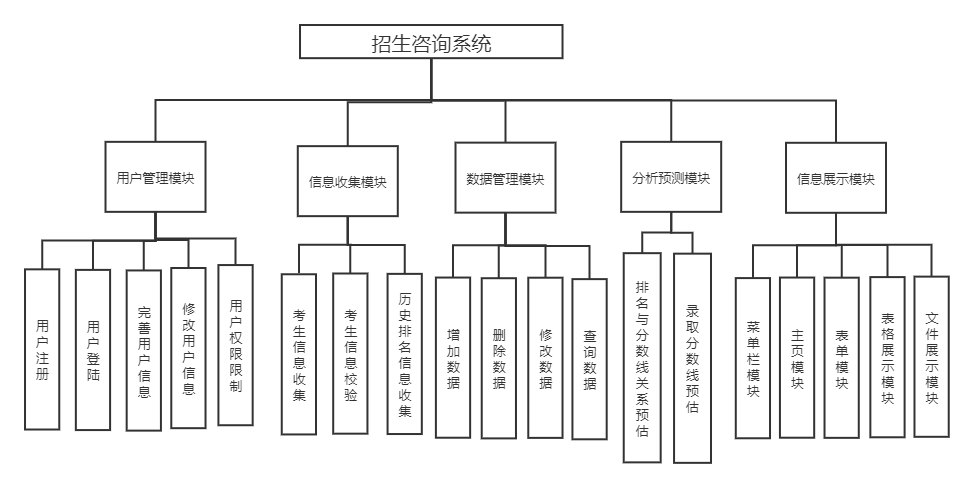 招生咨询系统
用户管理模块
信息收集模块
数据管理模块
分析预测模块
信息展示模块
用户注册
用户登陆
完善用户信息
修改用户信息
用户权限限制
考生信息收集
考生信息校验
历史排名信息收集
增加数据
删除数据
修改数据
查询数据
排名与分数线关系预估
录取分数线预估
菜单栏模块
主页模块
表单模块
表格展示模块
文件展示模块